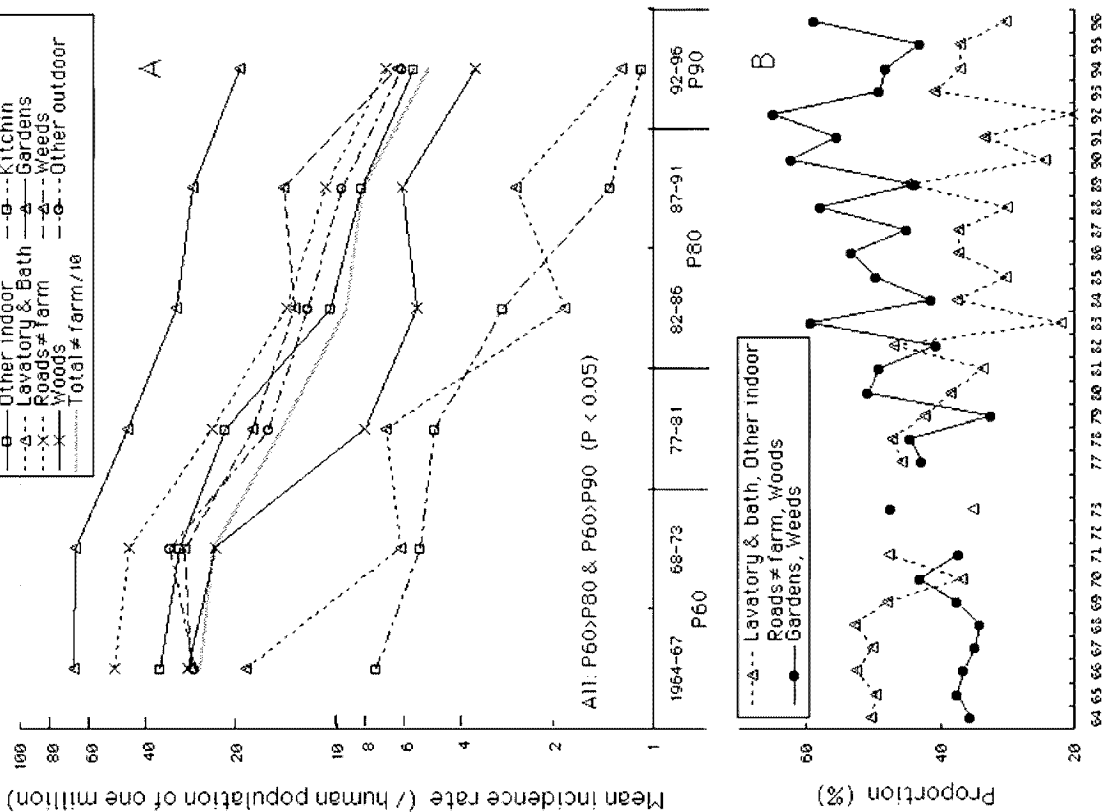 Other indoor
Kitchin
Lavatory & Bath
Gardens
Roads≠farm
Weeds
Woods
Other outdoor
Total≠farm/10
A
Mean incidence rate (/ human population of one million)
100
60
40
20
10
8
6
4
2
1
All: P60>P80 & P60>P90 (P < 0.05)
1964-67
68-73
77-81
82-86
87-91
92-96
P60
P80
P90
B
Lavatory & bath, Other indoor
Roads≠farm, Woods
Gardens, Weeds
Proportion (%)
60
40
20
64 65 66 67 68 69 70 71 72 73 77 78 79 80 81 82 83 84 85 86 87 88 89 90 91 92 93 94 95 96